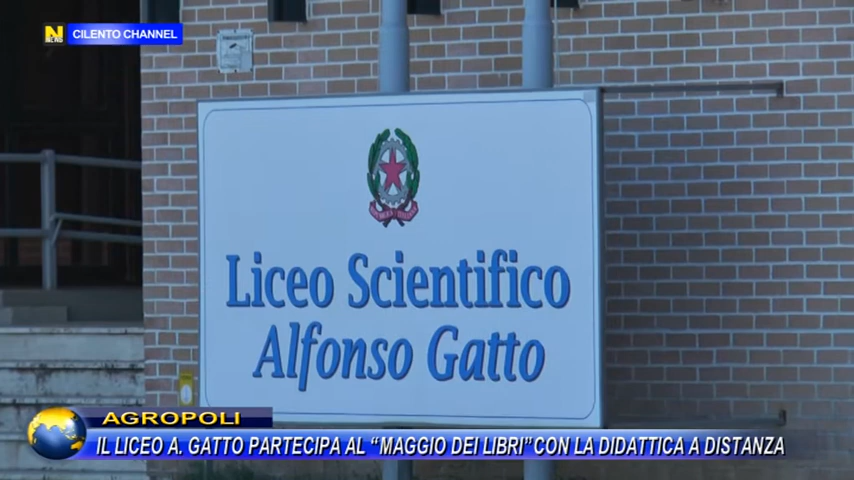 N
NEWS
CILENTO CHANNEL
Liceo Scientifico
Alfonso Gatto
AGROPOLI
IL LICEO A. GATTO PARTECIPA AL “MAGGIO DEI LIBRI”CON LA DIDATTICA A DISTANZA